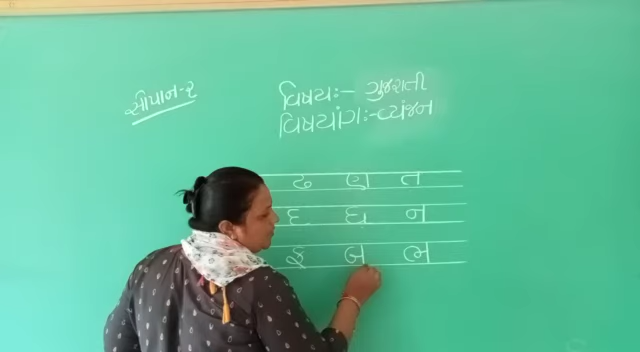 સોપાન-૨
વિષય:- ગુજરાતી
વિષયાંગ:-વ્યંજન
ઢ ણ ત
દ ધ ન
ફ બ ભ